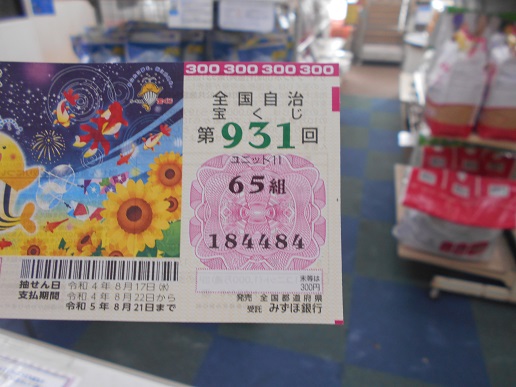 300 300 300 300
全国自治
宝くじ
第931回
ユニット11
65組
184484
抽せん日 令和4年8月17日(水)
支払期間 令和4年8月22日から
令和5年8月21日まで
末等は
300円
発売 全国都道府県
受託 みずほ銀行